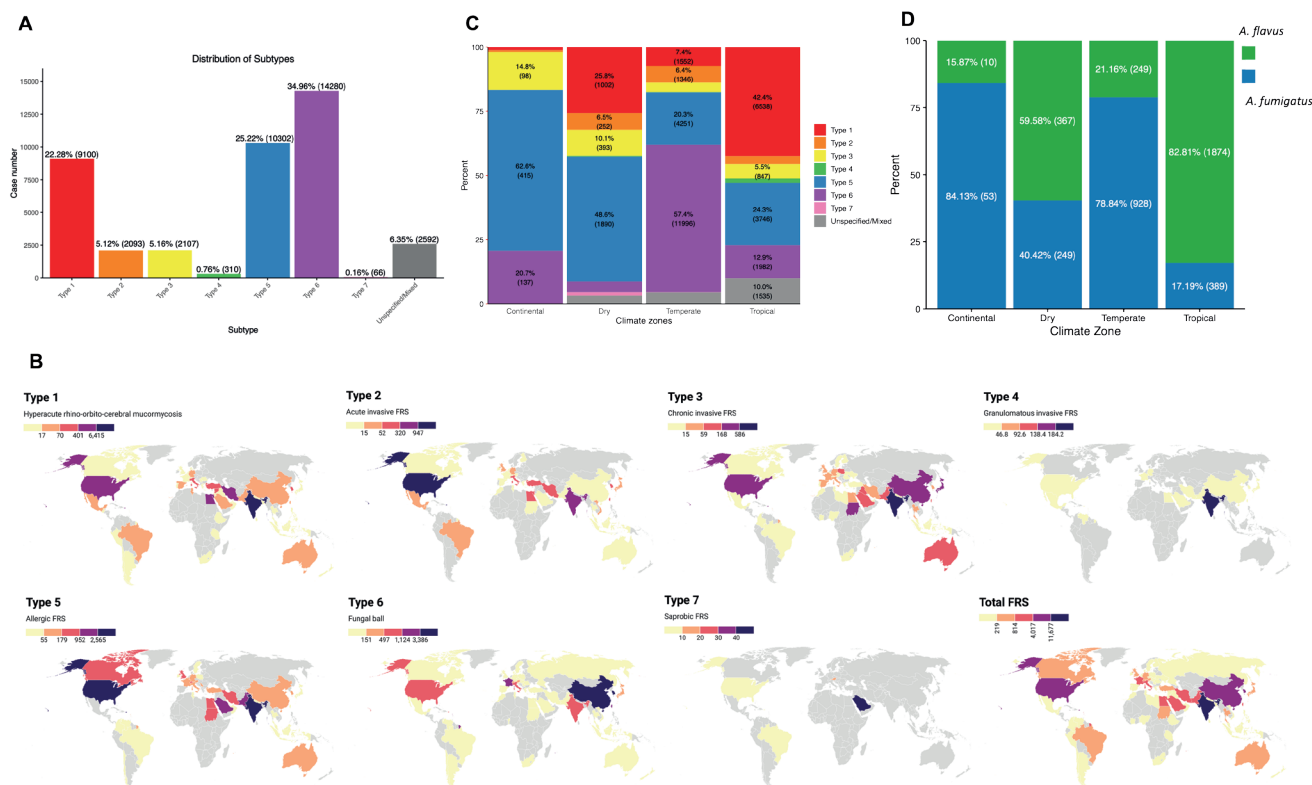 A
Distribution of Subtypes
Case number
15000
12500
10000
7500
5000
2500
0
22.28% (9100)
5.12% (2093)
5.16% (2107)
0.76% (310)
25.22% (10302)
34.96% (14280)
0.16% (66)
6.35% (2592)
Type 1
Type 2
Type 3
Type 4
Type 5
Type 6
Type 7
Unspecified/Mixed
Subtype
C
Percent
100
75
50
25
0
14.8%
(98)
62.6%
(415)
20.7%
(137)
25.8%
(1002)
6.5%
(252)
10.1%
(393)
48.6%
(1890)
7.4%
(1552)
6.4%
(1346)
20.3%
(4251)
57.4%
(11996)
42.4%
(6538)
5.5%
(847)
24.3%
(3746)
12.9%
(1982)
10.0%
(1535)
Continental
Dry
Temperate
Tropical
Climate zones
Type 1
Type 2
Type 3
Type 4
Type 5
Type 6
Type 7
Unspecified/Mixed
D
A. flavus
A. fumigatus
Percent
100
75
50
25
0
15.87% (10)
84.13% (53)
59.58% (367)
40.42% (249)
21.16% (249)
78.84% (928)
82.81% (1874)
17.19% (389)
Continental
Dry
Temperate
Tropical
Climate Zone
B
Type 1
Hyperacute rhino-orbito-cerebral mucormycosis
17 70 401 6,415
Type 2
Acute invasive FRS
15 52 320 947
Type 3
Chronic invasive FRS
15 59 168 586
Type 4
Granulomatous invasive FRS
46.8 92.6 138.4 184.2
Type 5
Allergic FRS
55 179 952 2,565
Type 6
Fungal ball
151 497 1,124 3,386
Type 7
Saprobic FRS
10 20 30 40
Total FRS
219 814 4,017 11,677